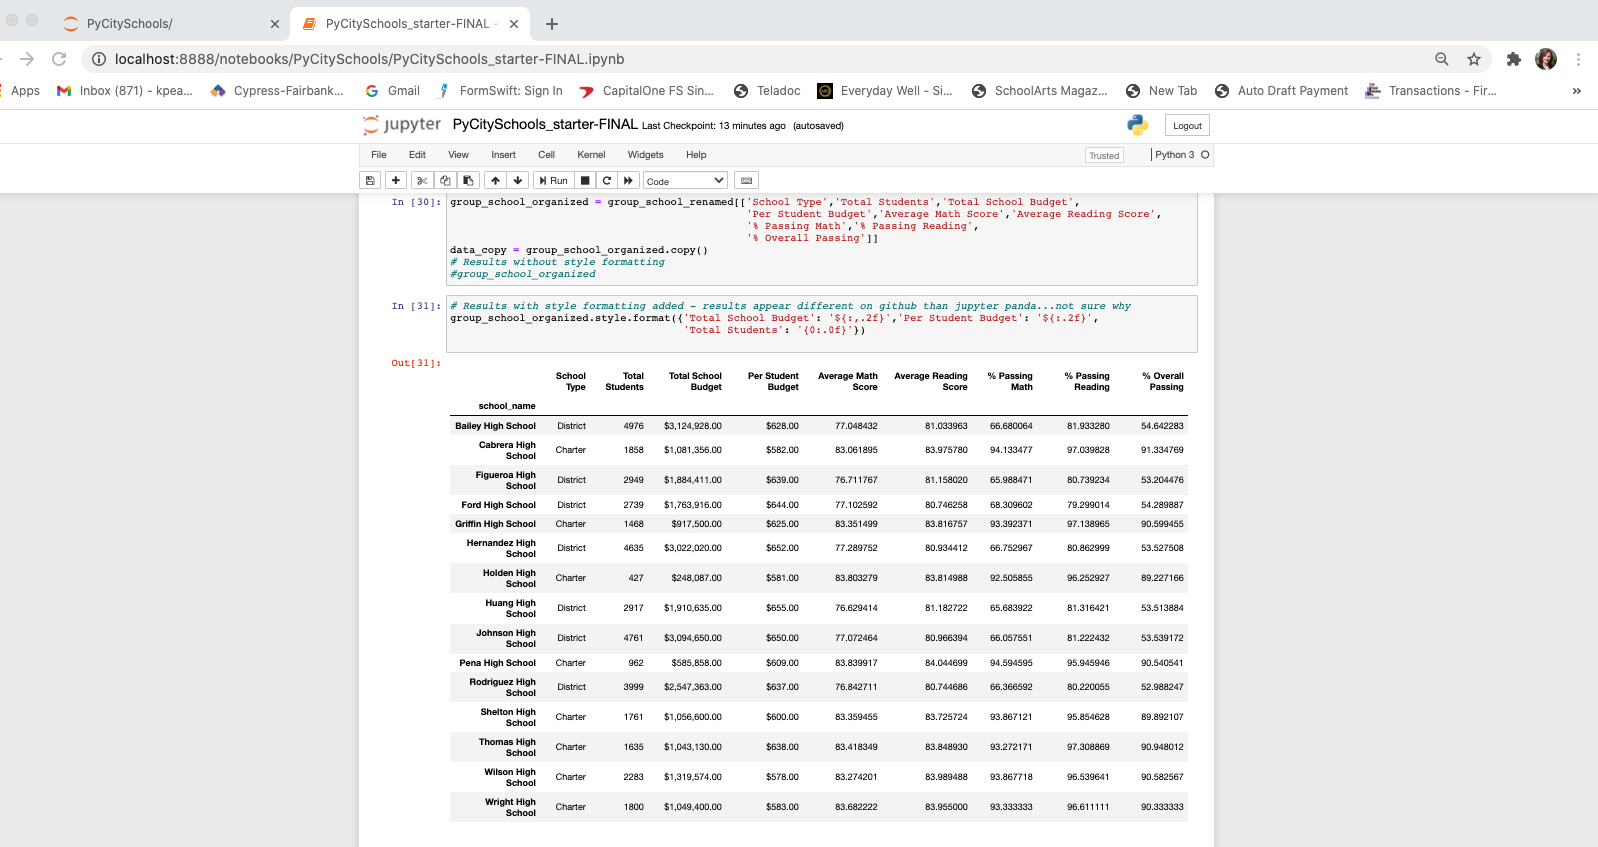 PyCitySchools/
PyCitySchools_starter-FINAL -
localhost:8888/notebooks/PyCitySchools/PyCitySchools_starter-FINAL.ipynb
Apps Inbox (871) - kpea... Cypress-Fairbank... Gmail FormSwift: Sign In CapitalOne FS Sin... Teladoc Everyday Well - Si... SchoolArts Magaz... New Tab Auto Draft Payment Transactions - Fir... »
jupyter PyCitySchools_starter-FINAL Last Checkpoint: 13 minutes ago (autosaved) Logout
File Edit View Insert Cell Kernel Widgets Help Trusted Python 3
Run Code
In [30]: group_school_organized = group_school_renamed[['School Type','Total Students','Total School Budget',
'Per Student Budget','Average Math Score','Average Reading Score',
'% Passing Math','% Passing Reading',
'% Overall Passing']]
data_copy = group_school_organized.copy()
# Results without style formatting
#group_school_organized
In [31]: # Results with style formatting added - results appear different on github than jupyter panda...not sure why
group_school_organized.style.format({'Total School Budget': '${:,.2f}','Per Student Budget': '${:.2f}',
'Total Students': '{0:.0f}'})
Out[31]:
School Total Total School Per Student Average Math Average Reading % Passing % Passing % Overall
Type Students Budget Budget Score Score Math Reading Passing
school_name
Bailey High School District 4976 $3,124,928.00 $628.00 77.048432 81.033963 66.680064 81.933280 54.642283
Cabrera High
School Charter 1858 $1,081,356.00 $582.00 83.061895 83.975780 94.133477 97.039828 91.334769
Figueroa High
School District 2949 $1,884,411.00 $639.00 76.711767 81.158020 65.988471 80.739234 53.204476
Ford High School District 2739 $1,763,916.00 $644.00 77.102592 80.746258 68.309602 79.299014 54.289887
Griffin High School Charter 1468 $917,500.00 $625.00 83.351499 83.816757 93.392371 97.138965 90.599455
Hernandez High
School District 4635 $3,022,020.00 $652.00 77.289752 80.934412 66.752967 80.862999 53.527508
Holden High
School Charter 427 $248,087.00 $581.00 83.803279 83.814988 92.505855 96.252927 89.227166
Huang High
School District 2917 $1,910,635.00 $655.00 76.629414 81.182722 65.683922 81.316421 53.513884
Johnson High
School District 4761 $3,094,650.00 $650.00 77.072464 80.966394 66.057551 81.222432 53.539172
Pena High School Charter 962 $585,858.00 $609.00 83.839917 84.044699 94.594595 95.945946 90.540541
Rodriguez High
School District 3999 $2,547,363.00 $637.00 76.842711 80.744686 66.366592 80.220055 52.988247
Shelton High
School Charter 1761 $1,056,600.00 $600.00 83.359455 83.725724 93.867121 95.854628 89.892107
Thomas High
School Charter 1635 $1,043,130.00 $638.00 83.418349 83.848930 93.272171 97.308869 90.948012
Wilson High
School Charter 2283 $1,319,574.00 $578.00 83.274201 83.989488 93.867718 96.539641 90.582567
Wright High
School Charter 1800 $1,049,400.00 $583.00 83.682222 83.955000 93.333333 96.611111 90.333333